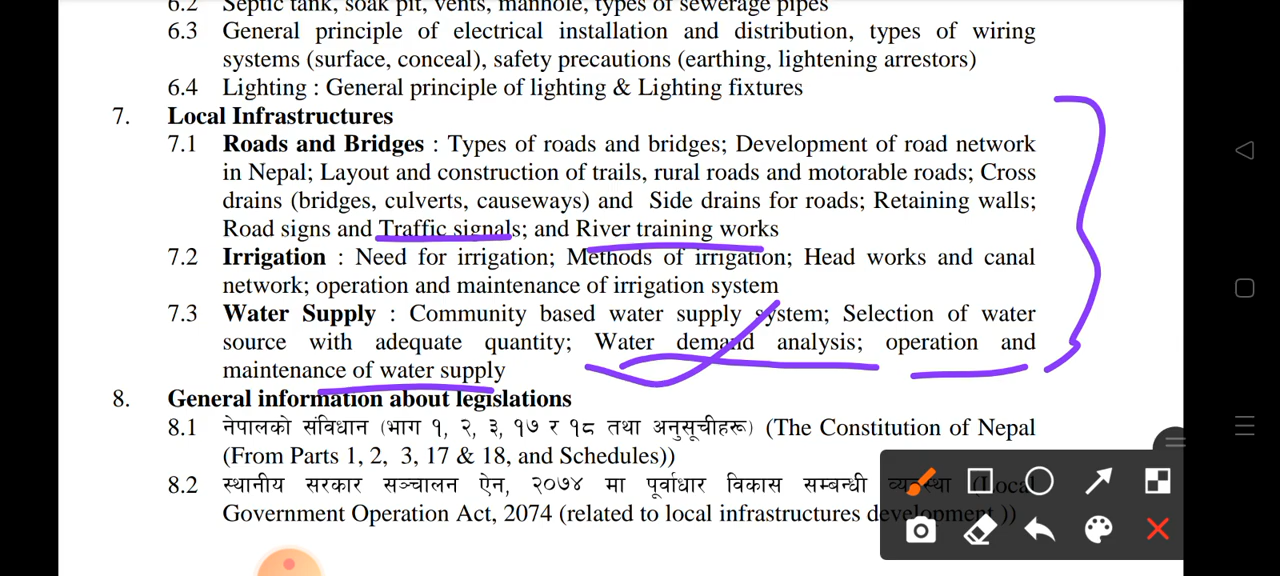 6.2 Septic tank, soak pit, vents, manhole, types of sewerage pipes
6.3 General principle of electrical installation and distribution, types of wiring
systems (surface, conceal), safety precautions (earthing, lightening arrestors)
6.4 Lighting : General principle of lighting & Lighting fixtures
7. Local Infrastructures
7.1 Roads and Bridges : Types of roads and bridges; Development of road network
in Nepal; Layout and construction of trails, rural roads and motorable roads; Cross
drains (bridges, culverts, causeways) and Side drains for roads; Retaining walls;
Road signs and Traffic signals; and River training works
7.2 Irrigation : Need for irrigation; Methods of irrigation; Head works and canal
network; operation and maintenance of irrigation system
7.3 Water Supply : Community based water supply system; Selection of water
source with adequate quantity; Water demand analysis; operation and
maintenance of water supply
8. General information about legislations
8.1 नेपालको संविधान (भाग १, २, ३, १७ र १८ तथा अनुसूचीहरू) (The Constitution of Nepal
(From Parts 1, 2, 3, 17 & 18, and Schedules))
8.2 स्थानीय सरकार सञ्चालन ऐन, २०७४ मा पूर्वाधार विकास सम्बन्धी व्यवस्था (Local
Government Operation Act, 2074 (related to local infrastructures development ))